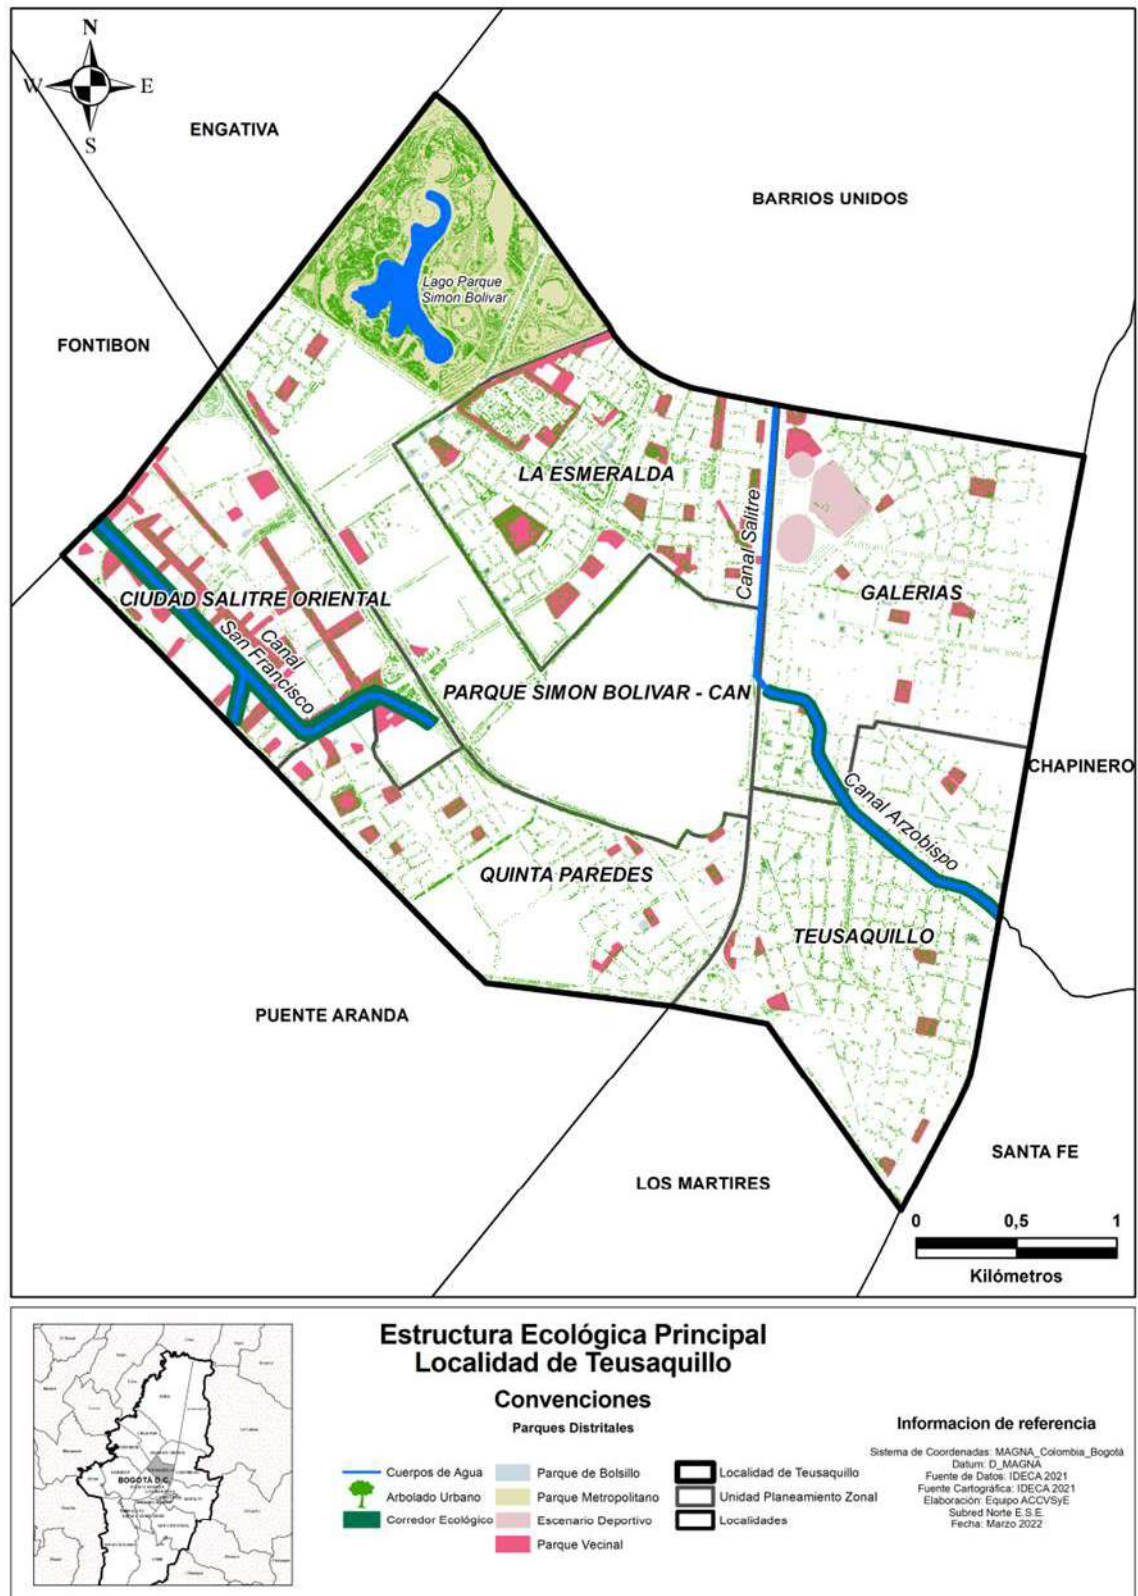 N
W
E
S
ENGATIVA
BARRIOS UNIDOS
Lago Parque
Simon Bolivar
FONTIBON
LA ESMERALDA
Canal Salitre
GALERIAS
CIUDAD SALITRE ORIENTAL
Canal
San Francisco
PARQUE SIMON BOLIVAR - CAN
CHAPINERO
Canal Arzobispo
QUINTA PAREDES
TEUSAQUILLO
PUENTE ARANDA
SANTA FE
LOS MARTIRES
0 0,5 1
Kilómetros
Estructura Ecológica Principal
Localidad de Teusaquillo
Convenciones
Parques Distritales
Cuerpos de Agua
Arbolado Urbano
Corredor Ecológico
Parque de Bolsillo
Parque Metropolitano
Escenario Deportivo
Parque Vecinal
Localidad de Teusaquillo
Unidad Planeamiento Zonal
Localidades
Informacion de referencia
Sistema de Coordenadas: MAGNA_Colombia_Bogotá
Datum: D_MAGNA
Fuente de Datos: IDECA 2021
Fuente Cartográfica: IDECA 2021
Elaboración: Equipo ACCVSyE
Subred Norte E.S.E.
Fecha: Marzo 2022
BOGOTÁ D.C.